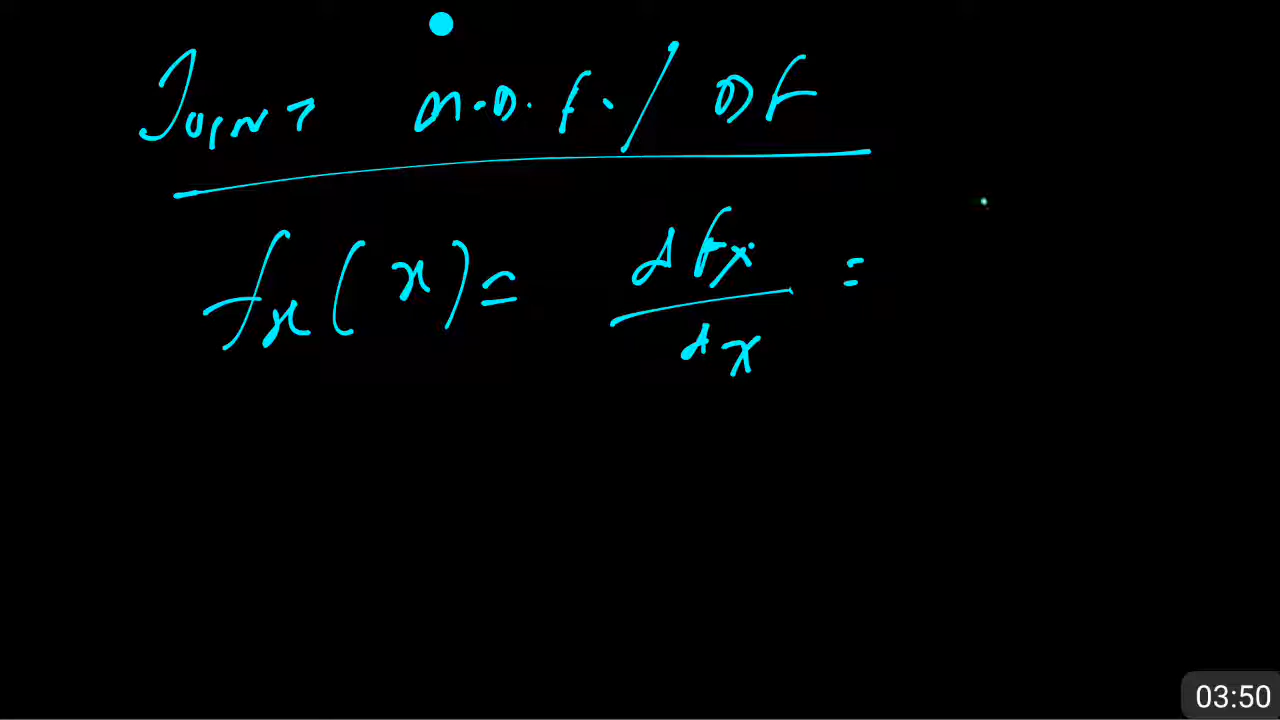 Joint P.D.F. / DF
fx(x) = dFx / dx =
03:50